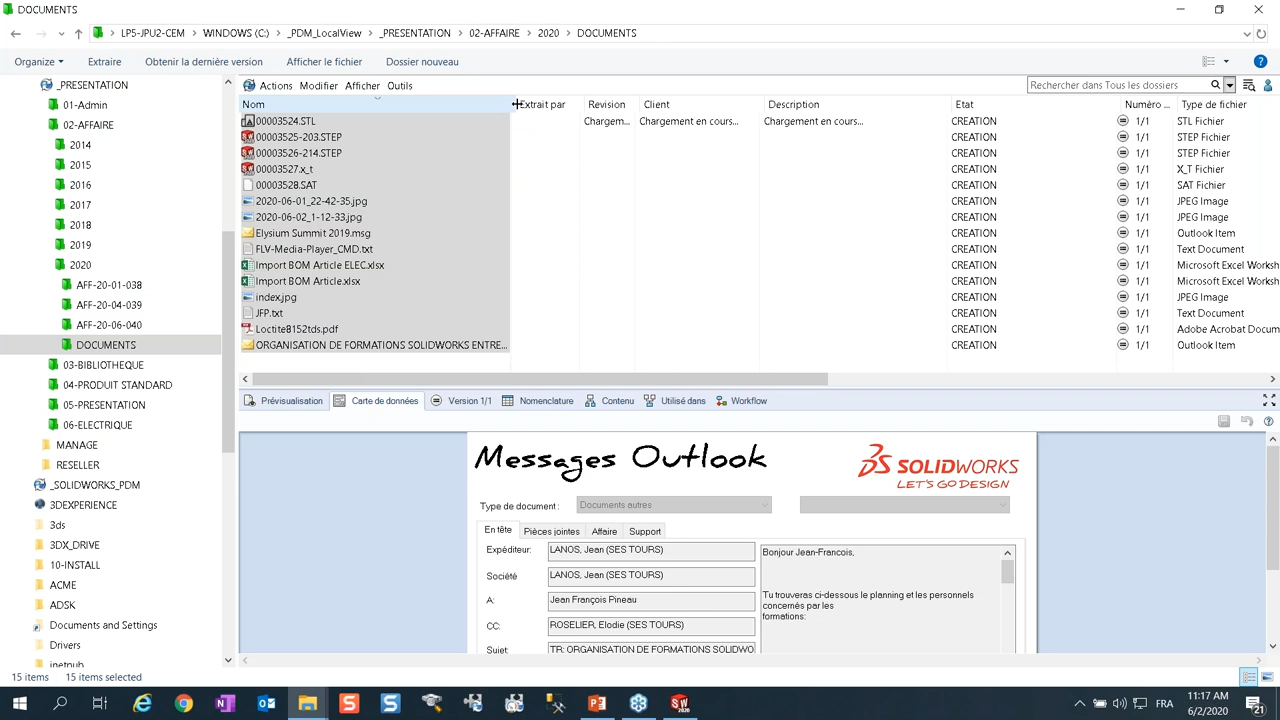 DOCUMENTS
LP5-JPU2-CEM > WINDOWS (C:) > _PDM_LocalView > _PRESENTATION > 02-AFFAIRE > 2020 > DOCUMENTS
Organize Extraire Obtenir la dernière version Afficher le fichier Dossier nouveau
_PRESENTATION
01-Admin
02-AFFAIRE
2014
2015
2016
2017
2018
2019
2020
AFF-20-01-038
AFF-20-04-039
AFF-20-06-040
DOCUMENTS
03-BIBLIOTHEQUE
04-PRODUIT STANDARD
05-PRESENTATION
06-ELECTRIQUE
MANAGE
RESELLER
_SOLIDWORKS_PDM
3DEXPERIENCE
3ds
3DX_DRIVE
10-INSTALL
ACME
ADSK
Documents and Settings
Drivers
inetpub
Actions Modifier Afficher Outils Rechercher dans Tous les dossiers
Nom Extrait par Revision Client Description Etat Numéro ... Type de fichier
00003524.STL Chargem... Chargement en cours... Chargement en cours... CREATION 1/1 STL Fichier
00003525-203.STEP CREATION 1/1 STEP Fichier
00003526-214.STEP CREATION 1/1 STEP Fichier
00003527.x_t CREATION 1/1 X_T Fichier
00003528.SAT CREATION 1/1 SAT Fichier
2020-06-01_22-42-35.jpg CREATION 1/1 JPEG Image
2020-06-02_1-12-33.jpg CREATION 1/1 JPEG Image
Elysium Summit 2019.msg CREATION 1/1 Outlook Item
FLV-Media-Player_CMD.txt CREATION 1/1 Text Document
Import BOM Article ELEC.xlsx CREATION 1/1 Microsoft Excel Worksh
Import BOM Article.xlsx CREATION 1/1 Microsoft Excel Worksh
index.jpg CREATION 1/1 JPEG Image
JFP.txt CREATION 1/1 Text Document
Loctite8152tds.pdf CREATION 1/1 Adobe Acrobat Docum
ORGANISATION DE FORMATIONS SOLIDWORKS ENTRE... CREATION 1/1 Outlook Item
Prévisualisation Carte de données Version 1/1 Nomenclature Contenu Utilisé dans Workflow
Messages Outlook
SOLIDWORKS
LET'S GO DESIGN
Type de document : Documents autres
En tête Pièces jointes Affaire Support
Expéditeur: LANOS, Jean (SES TOURS)
Société LANOS, Jean (SES TOURS)
A: Jean François Pineau
CC: ROSELIER, Elodie (SES TOURS)
Sujet: TR: ORGANISATION DE FORMATIONS SOLIDWO
Bonjour Jean-Francois,
Tu trouveras ci-dessous le planning et les personnels
concernés par les
formations:
15 items 15 items selected
FRA
11:17 AM
6/2/2020
21